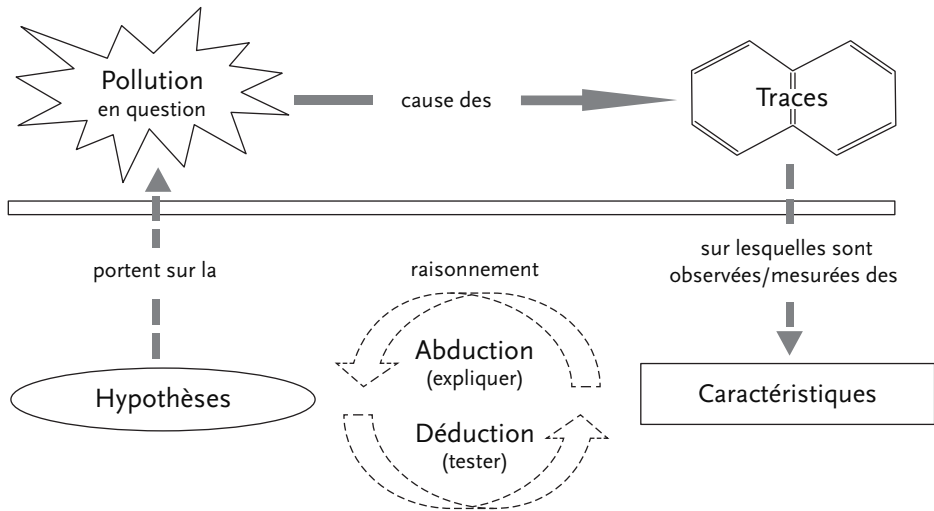 Pollution
en question
cause des
Traces
portent sur la
raisonnement
sur lesquelles sont
observées/mesurées des
Abduction
(expliquer)
Hypothèses
Caractéristiques
Déduction
(tester)